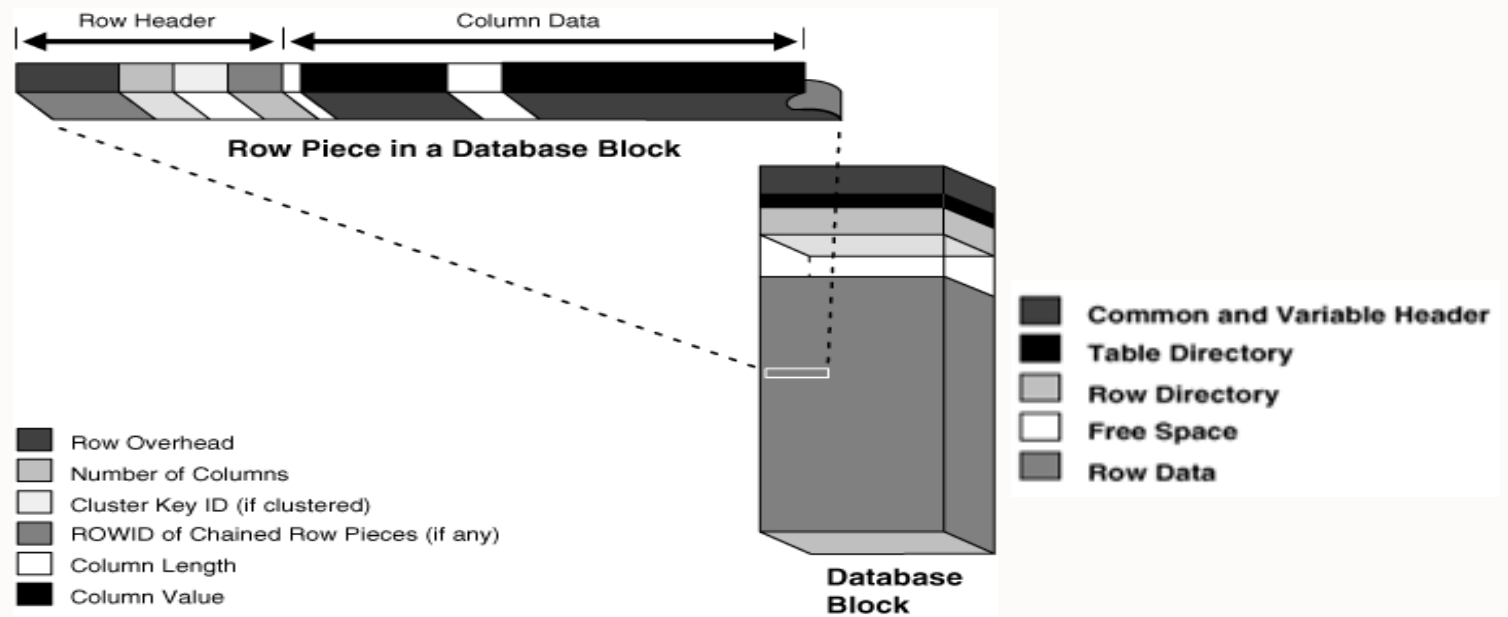 Row Header
Column Data
Row Piece in a Database Block
Row Overhead
Number of Columns
Cluster Key ID (if clustered)
ROWID of Chained Row Pieces (if any)
Column Length
Column Value
Database
Block
Common and Variable Header
Table Directory
Row Directory
Free Space
Row Data